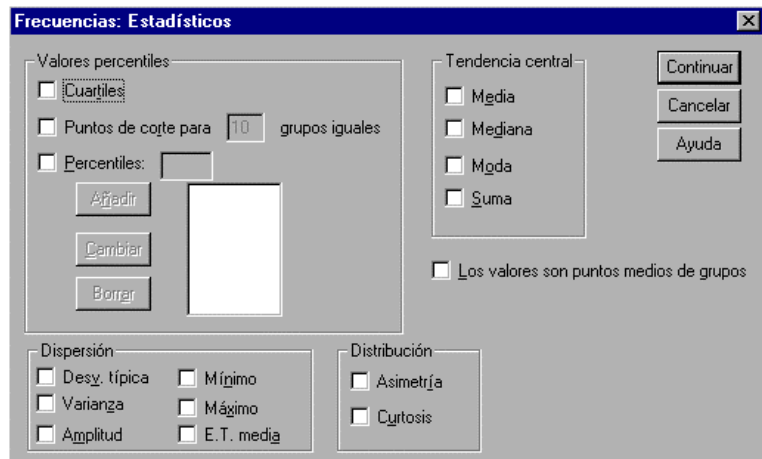 Frecuencias: Estadísticos
Valores percentiles
Cuartiles
Puntos de corte para 10 grupos iguales
Percentiles:
Añadir
Cambiar
Borrar
Tendencia central
Media
Mediana
Moda
Suma
Continuar
Cancelar
Ayuda
Los valores son puntos medios de grupos
Dispersión
Desv. típica
Mínimo
Varianza
Máximo
Amplitud
E.T. media
Distribución
Asimetría
Curtosis